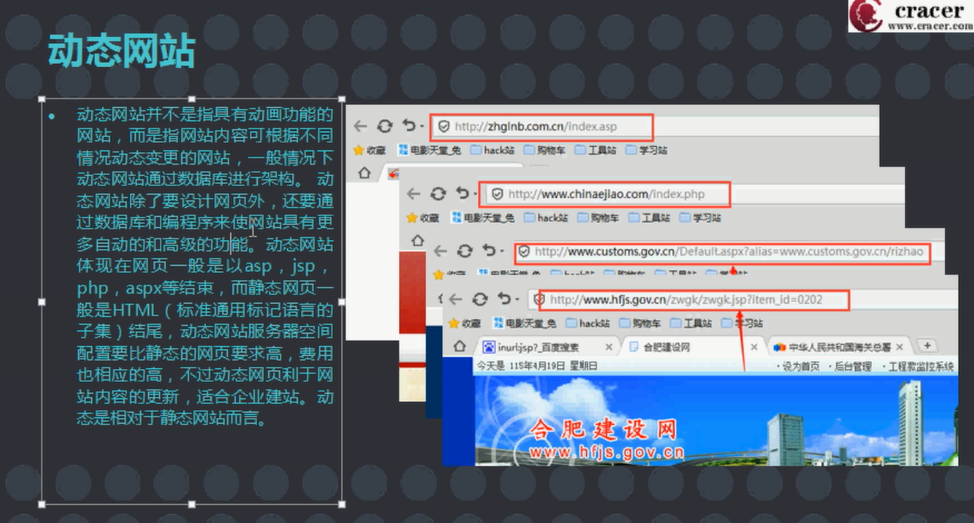 cracer
www.cracer.com
动态网站
• 动态网站并不是指具有动画功能的
网站，而是指网站内容可根据不同
情况动态变更的网站，一般情况下
动态网站通过数据库进行架构。 动
态网站除了要设计网页外，还要通
过数据库和编程序来使网站具有更
多自动的和高级的功能。 动态网站
体现在网页一般是以asp，jsp，
php，aspx等结束，而静态网页一
般是HTML（标准通用标记语言的
子集）结尾，动态网站服务器空间
配置要比静态的网页要求高，费用
也相应的高，不过动态网页利于网
站内容的更新，适合企业建站。动
态是相对于静态网站而言。
http://zhglnb.com.cn/index.asp
收藏 电影天堂_免 hack站 购物车 工具站 学习站
http://www.chinaejiao.com/index.php
收藏 电影天堂_免 hack站 购物车 工具站 学习站
http://www.customs.gov.cn/Default.aspx?alias=www.customs.gov.cn/rizhao
http://www.hfjs.gov.cn/zwgk/zwgk.jsp?item_id=0202
收藏 电影天堂_免 hack站 购物车 工具站 学习站
inurl:jsp?_百度搜索 合肥建设网 中华人民共和国海关总署
今天是 115年4月19日 星期日 ·设为首页 ·后台管理 ·工程款监控系统
合肥建设网
www.hfjs.gov.cn